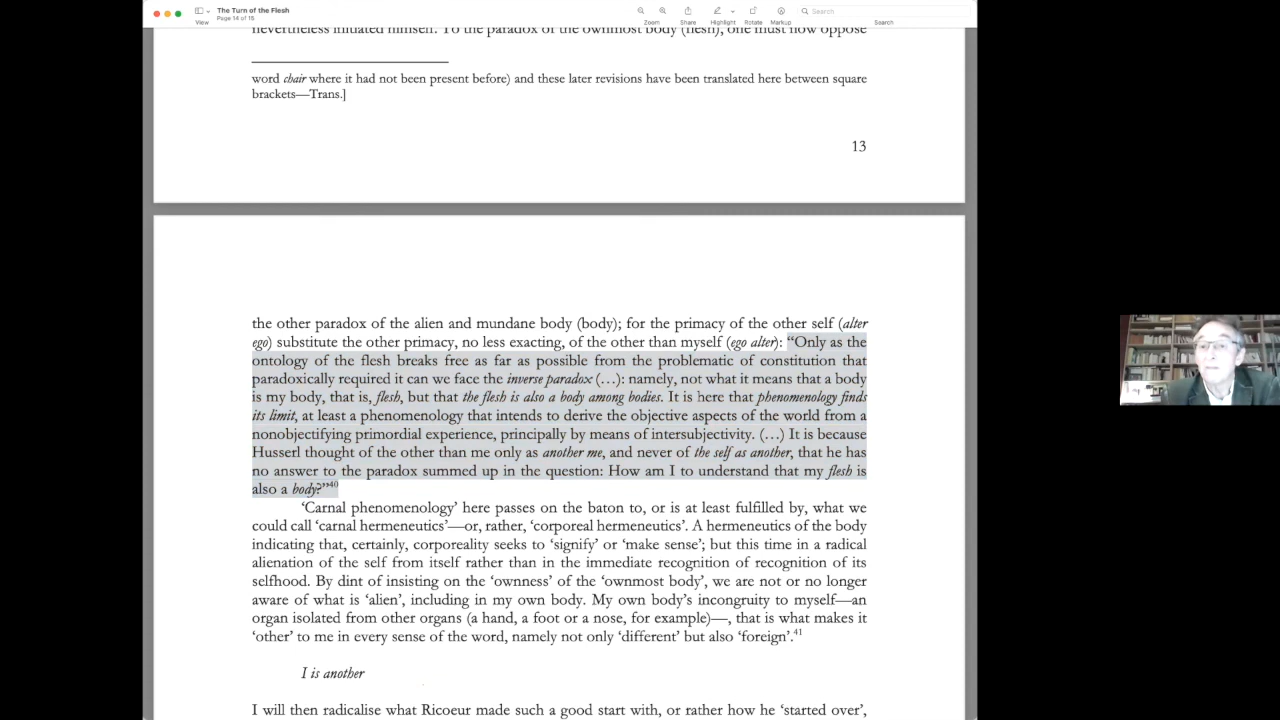 The Turn of the Flesh
Page 14 of 15
View
Zoom
Share
Highlight
Rotate
Markup
Search
Search
nevertheless initiated himself. To the paradox of the ownmost body (flesh), one must now oppose
word chair where it had not been present before) and these later revisions have been translated here between square
brackets—Trans.]
13
the other paradox of the alien and mundane body (body); for the primacy of the other self (alter
ego) substitute the other primacy, no less exacting, of the other than myself (ego alter): “Only as the
ontology of the flesh breaks free as far as possible from the problematic of constitution that
paradoxically required it can we face the inverse paradox (…): namely, not what it means that a body
is my body, that is, flesh, but that the flesh is also a body among bodies. It is here that phenomenology finds
its limit, at least a phenomenology that intends to derive the objective aspects of the world from a
nonobjectifying primordial experience, principally by means of intersubjectivity. (…) It is because
Husserl thought of the other than me only as another me, and never of the self as another, that he has
no answer to the paradox summed up in the question: How am I to understand that my flesh is
also a body?”40
‘Carnal phenomenology’ here passes on the baton to, or is at least fulfilled by, what we
could call ‘carnal hermeneutics’—or, rather, ‘corporeal hermeneutics’. A hermeneutics of the body
indicating that, certainly, corporeality seeks to ‘signify’ or ‘make sense’; but this time in a radical
alienation of the self from itself rather than in the immediate recognition of recognition of its
selfhood. By dint of insisting on the ‘ownness’ of the ‘ownmost body’, we are not or no longer
aware of what is ‘alien’, including in my own body. My own body’s incongruity to myself—an
organ isolated from other organs (a hand, a foot or a nose, for example)—, that is what makes it
‘other’ to me in every sense of the word, namely not only ‘different’ but also ‘foreign’.41
I is another
I will then radicalise what Ricoeur made such a good start with, or rather how he ‘started over’,